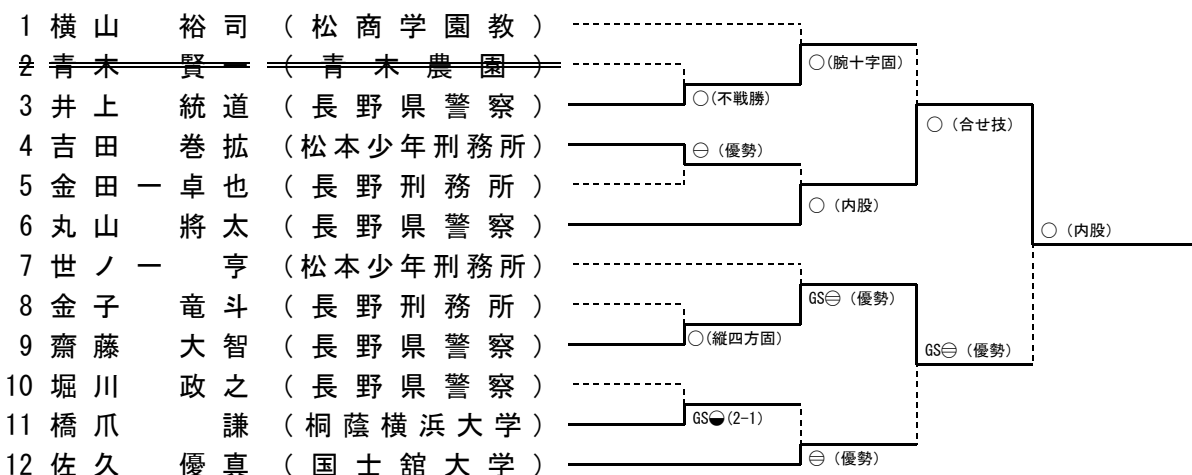 1 横山 裕司 (松商学園教)
2 青木 賢一 (青木農園)
○(腕十字固)
○(不戦勝)
3 井上 統道 (長野県警察)
○ (合せ技)
4 吉田 巻拡 (松本少年刑務所)
⊖ (優勢)
5 金田一卓也 (長野刑務所)
○ (内股)
6 丸山 將太 (長野県警察)
○ (内股)
7 世ノ一 亨 (松本少年刑務所)
8 金子 竜斗 (長野刑務所)
GS⊖ (優勢)
○(縦四方固)
9 齋藤 大智 (長野県警察)
GS⊖ (優勢)
10 堀川 政之 (長野県警察)
11 橋爪 謙 (桐蔭横浜大学)
GS◒(2-1)
12 佐久 優真 (国士舘大学)
⊖ (優勢)